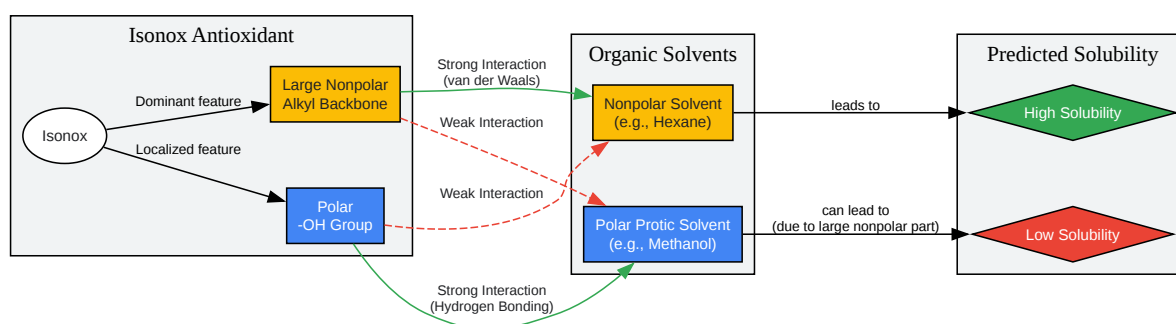 Isonox Antioxidant
Isonox
Dominant feature
Localized feature
Large Nonpolar
Alkyl Backbone
Polar
-OH Group
Strong Interaction
(van der Waals)
Weak Interaction
Weak Interaction
Strong Interaction
(Hydrogen Bonding)
Organic Solvents
Nonpolar Solvent
(e.g., Hexane)
Polar Protic Solvent
(e.g., Methanol)
leads to
can lead to
(due to large nonpolar part)
Predicted Solubility
High Solubility
Low Solubility